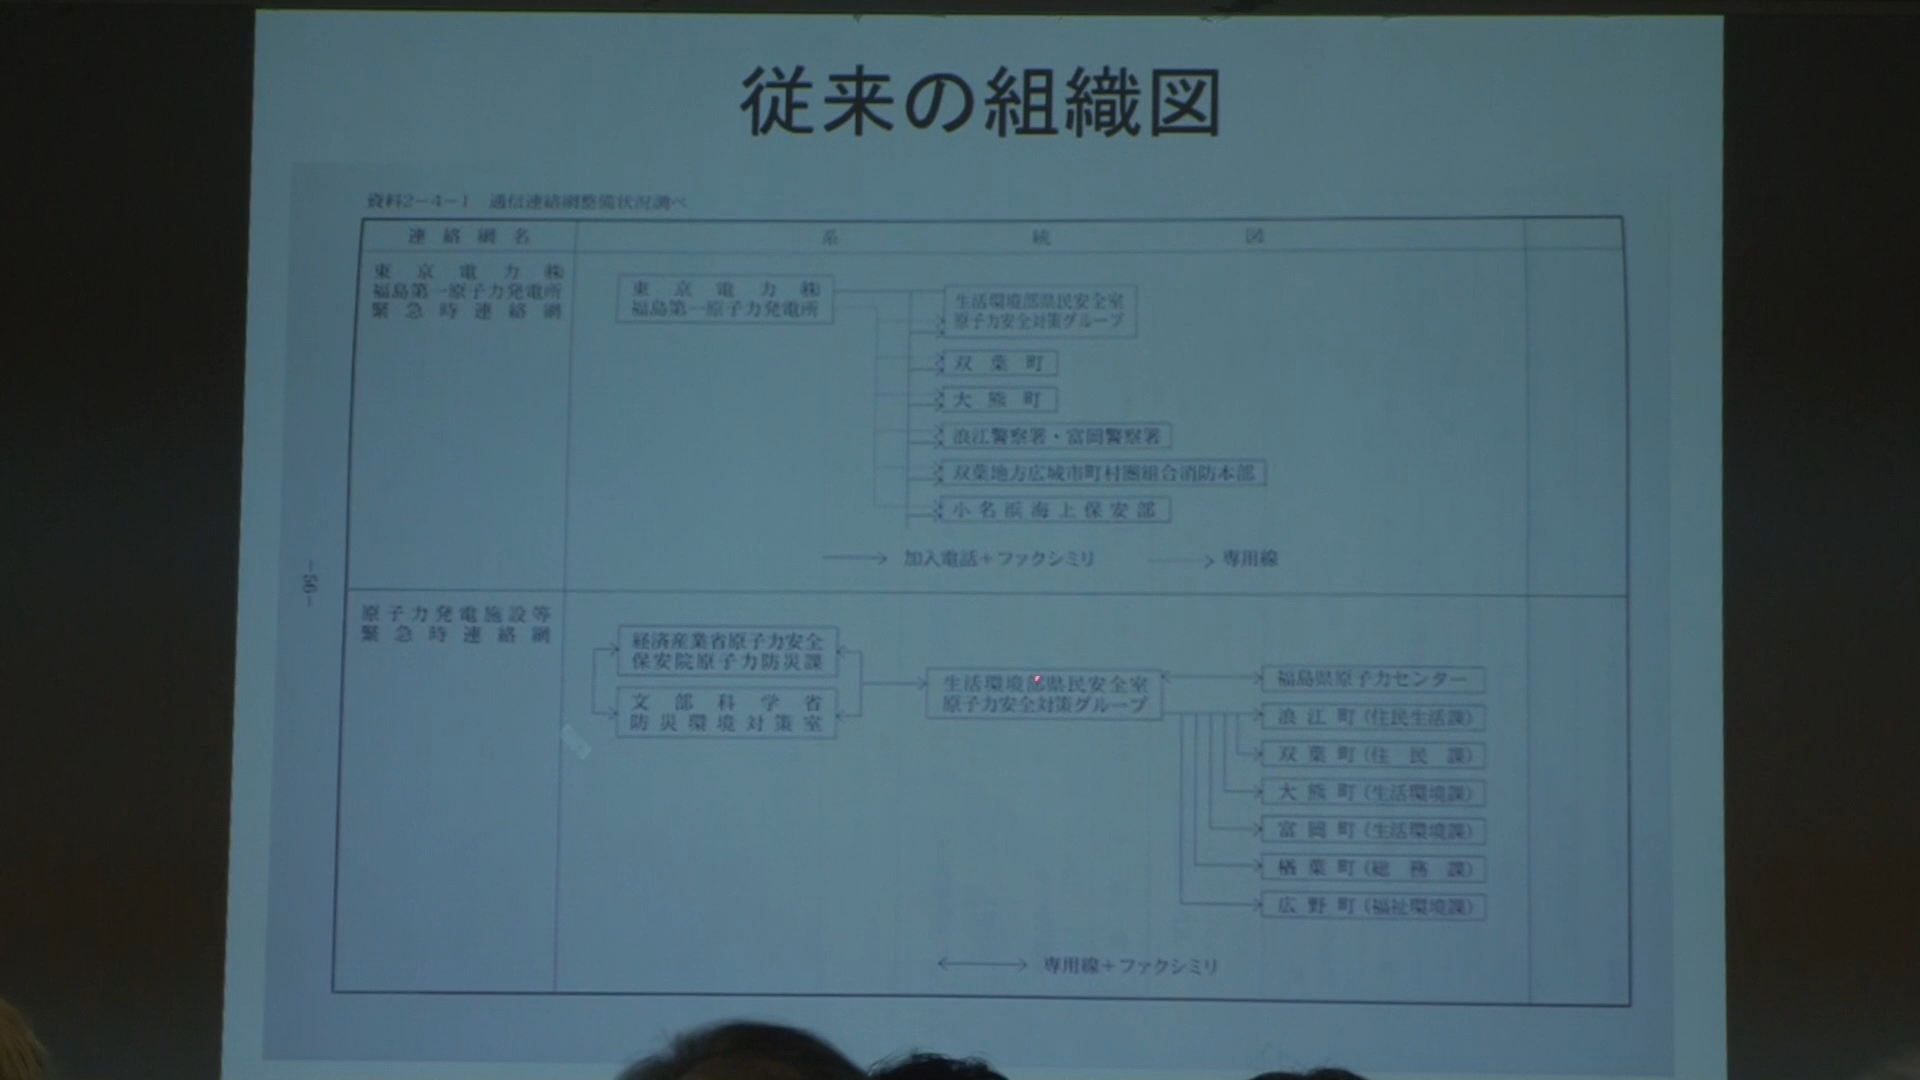 従来の組織図
資料2-4-1 通信連絡網整備状況調べ
連絡網名
系統図
東京電力㈱
福島第一原子力発電所
緊急時連絡網
東京電力㈱
福島第一原子力発電所
生活環境部県民安全室
原子力安全対策グループ
双葉町
大熊町
浪江警察署・富岡警察署
双葉地方広域市町村圏組合消防本部
小名浜海上保安部
加入電話+ファクシミリ
専用線
-56-
原子力発電施設等
緊急時連絡網
経済産業省原子力安全
保安院原子力防災課
文部科学省
防災環境対策室
生活環境部県民安全室
原子力安全対策グループ
福島県原子力センター
浪江町(住民生活課)
双葉町(住民課)
大熊町(生活環境課)
富岡町(生活環境課)
楢葉町(総務課)
広野町(福祉環境課)
専用線+ファクシミリ